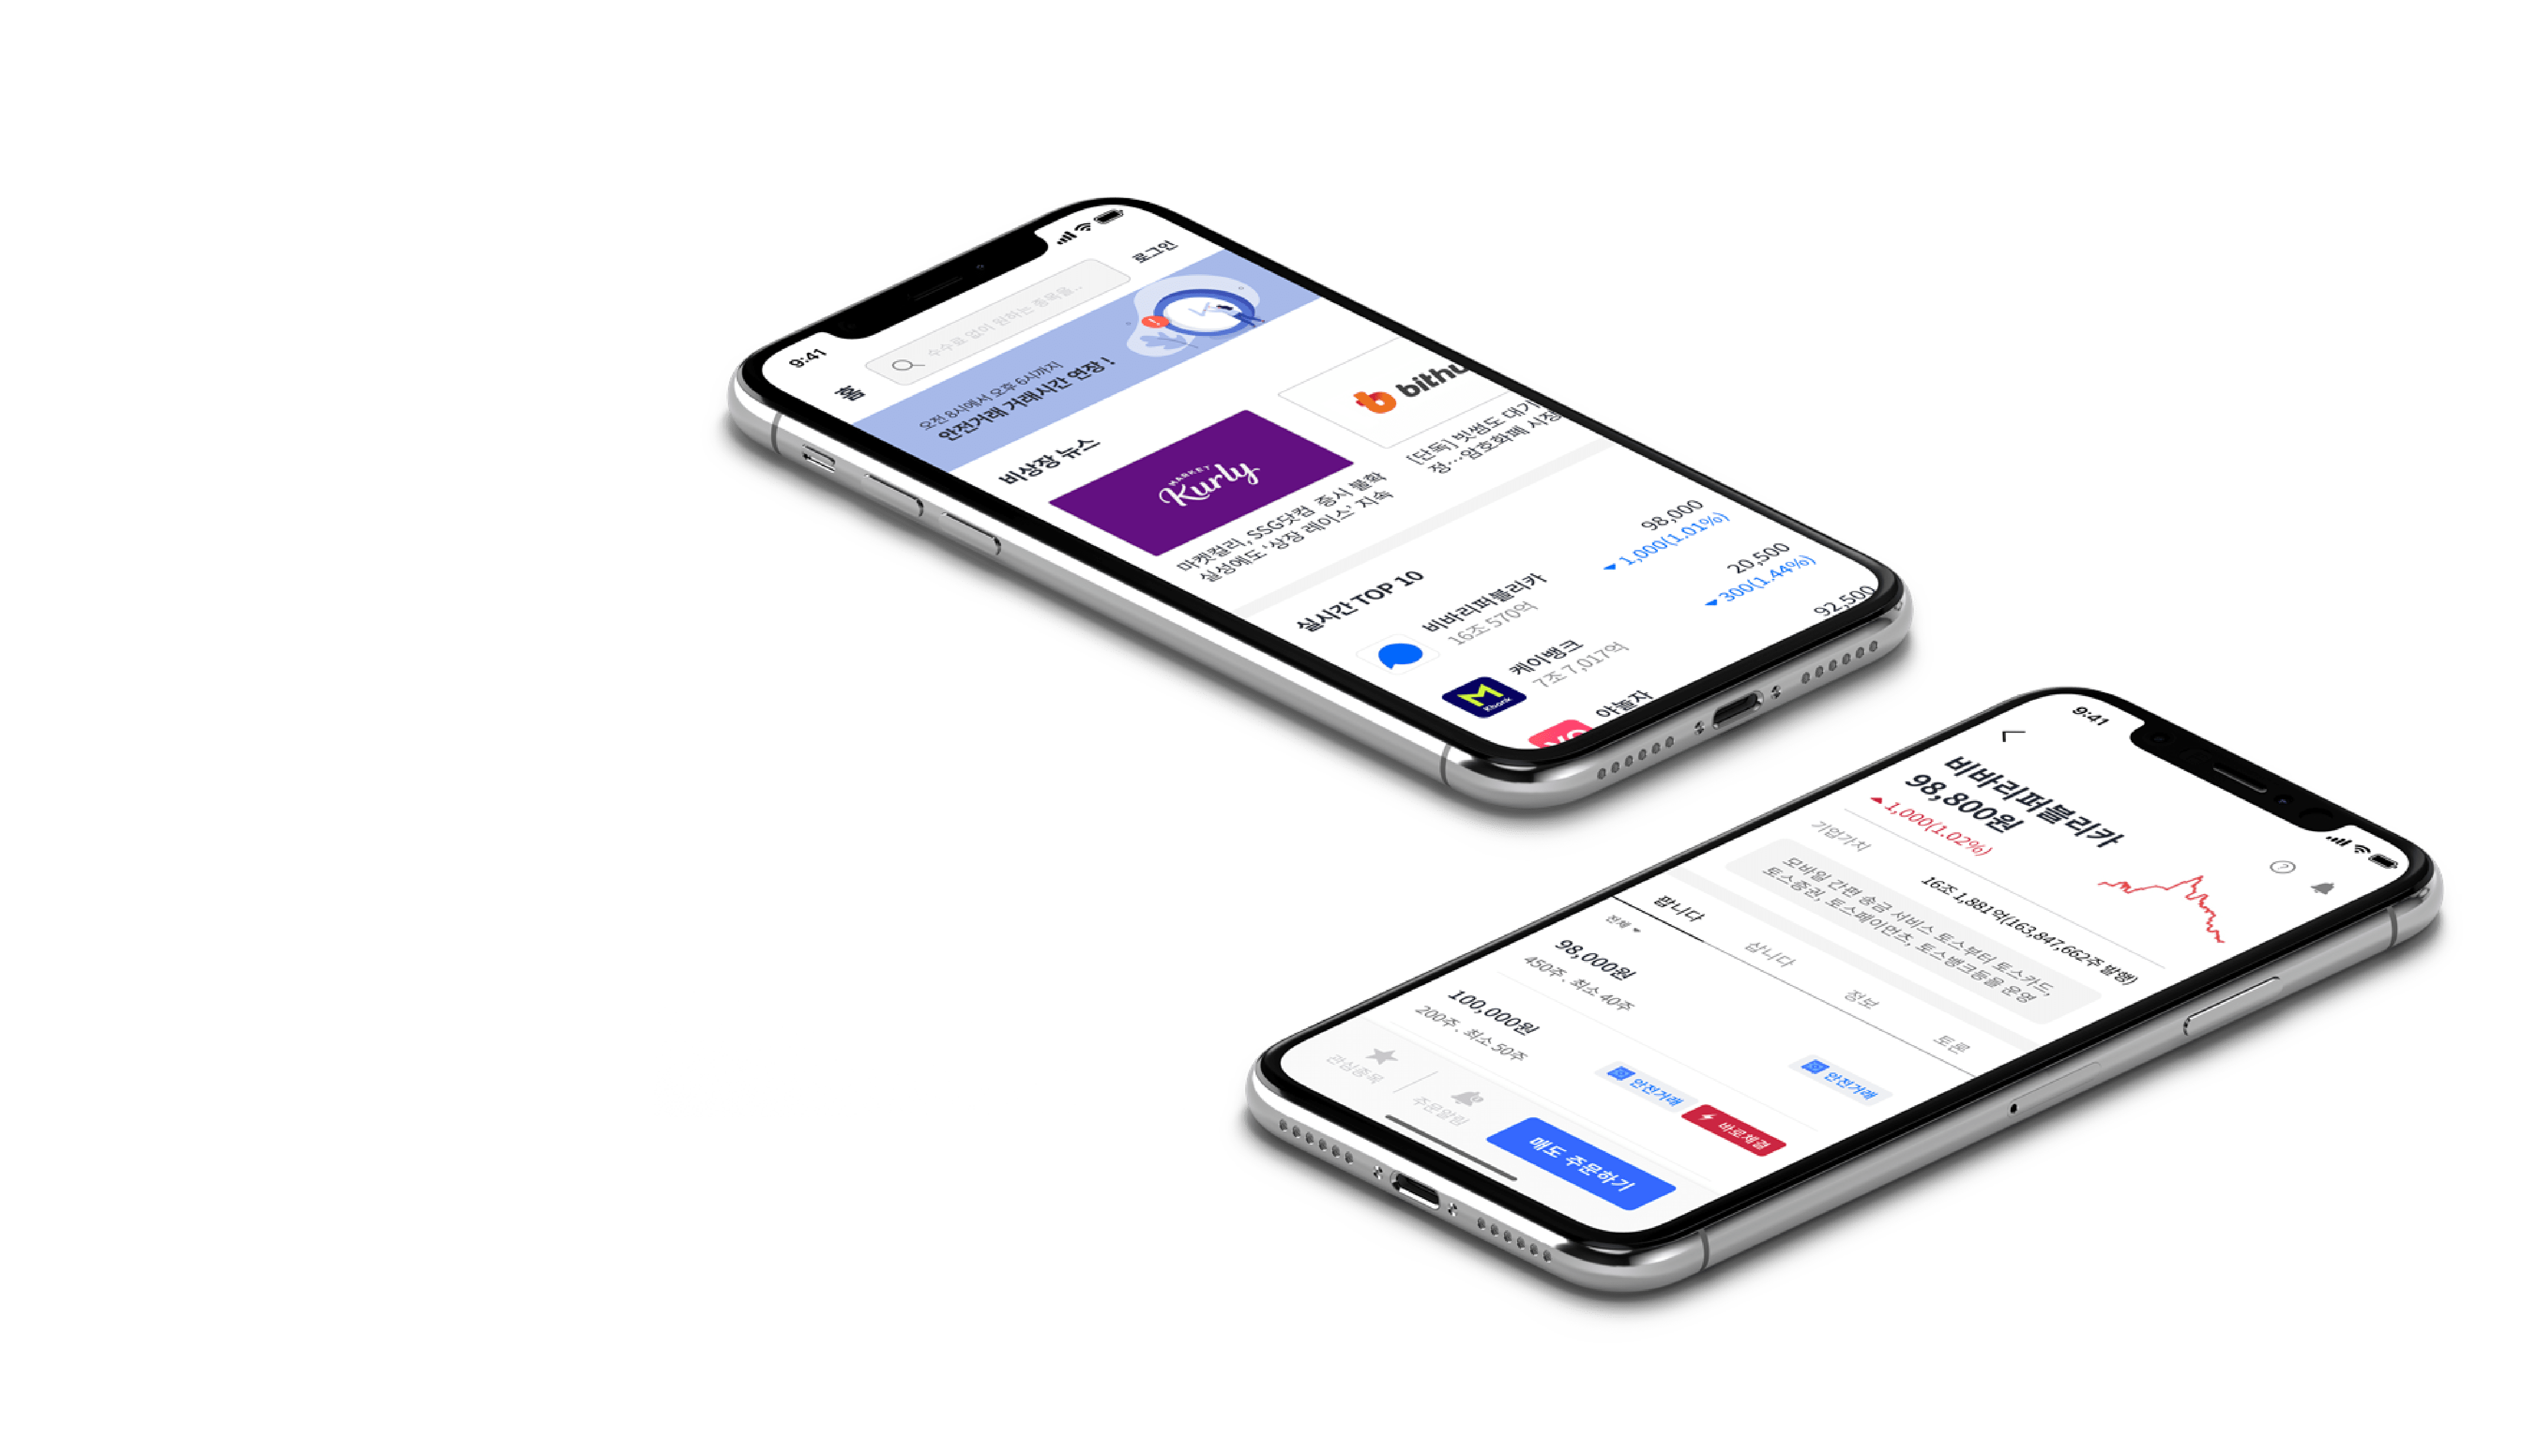 9:41
홈
수수료 없이 원하는 종목을...
로그인
오전 8시에서 오후 6시까지
안전거래 거래시간 연장 !
비상장 뉴스
MARKET
Kurly
마켓컬리, SSG닷컴 증시 불확
실성에도 '상장 레이스' 지속
bithu
[단독] 빗썸도 대기
정…암호화폐 시장
실시간 TOP 10
비바리퍼블리카
16조 570억
98,000
▼ 1,000(1.01%)
M
Kbank
케이뱅크
7조 7,017억
20,500
▼ 300(1.44%)
야놀자
92,500
9:41
비바리퍼블리카
98,800원
▲ 1,000(1.02%)
?
기업가치
16조 1,881억(163,847,662주 발행)
모바일 간편 송금 서비스 토스부터 토스카드,
토스증권, 토스페이먼츠, 토스뱅크등을 운영
팝니다
삽니다
정보
토론
전체
98,000원
450주 . 최소 40주
안전거래
100,000원
200주 . 최소 50주
안전거래
바로체결
관심종목
주문알림
매도 주문하기